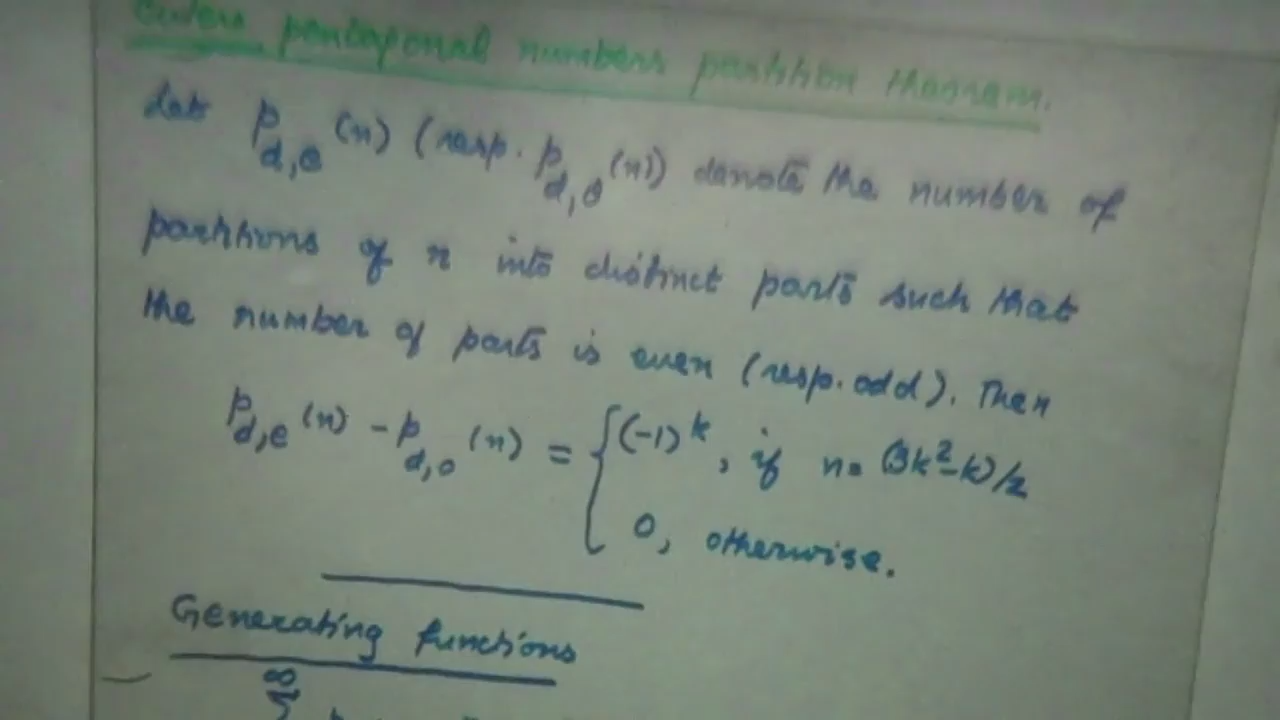 Eulers pentagonal numbers partition theorem.
Let p_{d,e}(n) (resp. p_{d,o}(n)) denote the number of
partitions of n into distinct parts such that
the number of parts is even (resp. odd). Then
p_{d,e}(n) - p_{d,o}(n) = { (-1)^k, if n = (3k^2-k)/2
0, otherwise.
Generating functions
∞
Σ